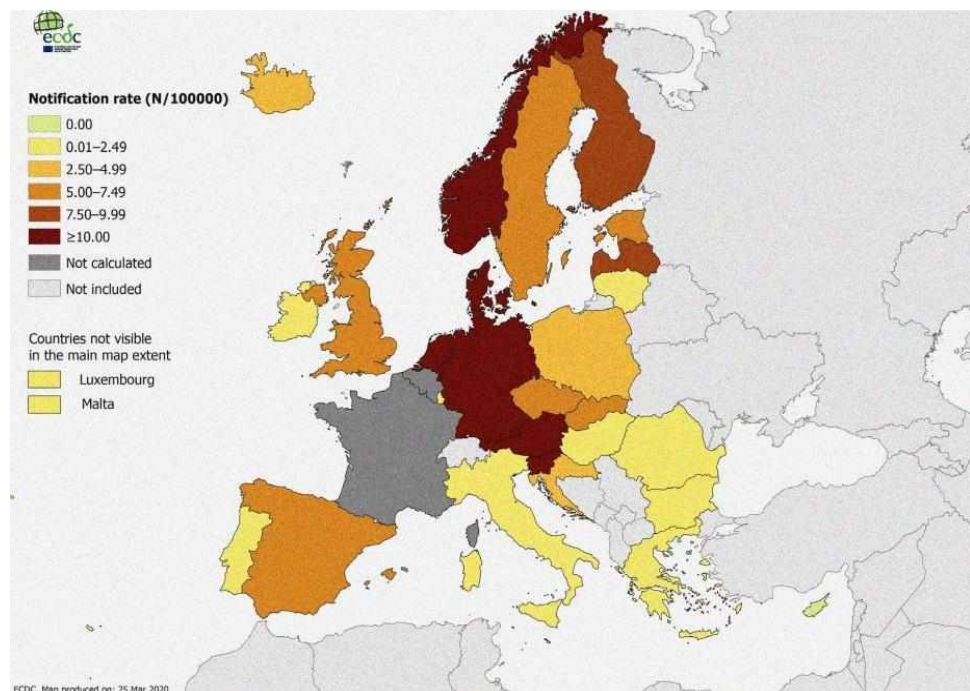 ecdc
Notification rate (N/100000)
0.00
0.01–2.49
2.50–4.99
5.00–7.49
7.50–9.99
≥10.00
Not calculated
Not included
Countries not visible
in the main map extent
Luxembourg
Malta
ECDC. Map produced on: 25 Mar 2020